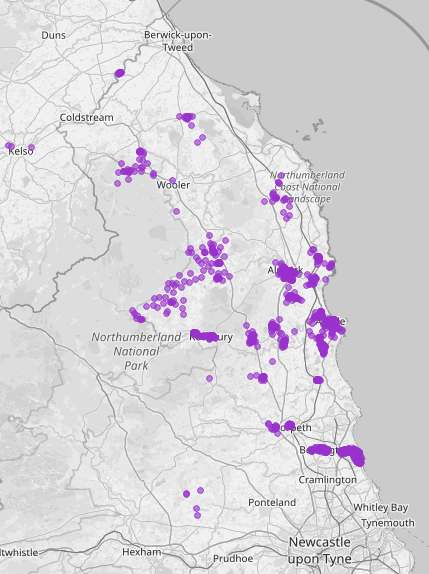 Duns
Berwick-upon-
Tweed
Coldstream
Kelso
Wooler
Northumberland
Coast National
Northumberland
National
Park
Ponteland
Cramlington
Whitley Bay
Tynemouth
Hexham
Prudhoe
Newcastle
upon Tyne